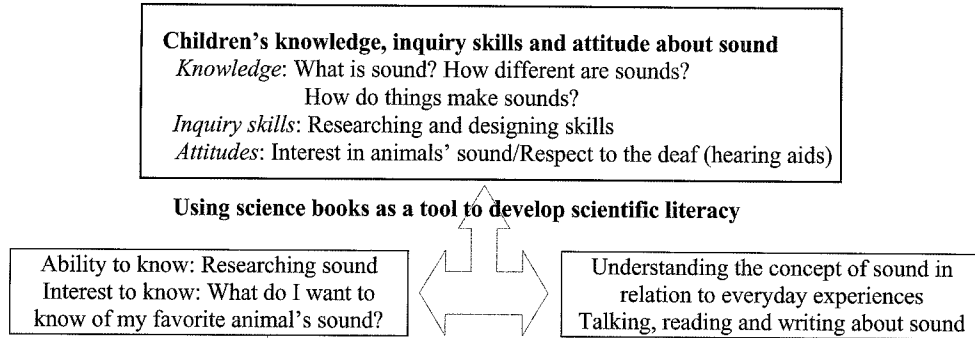 Children's knowledge, inquiry skills and attitude about sound
Knowledge: What is sound? How different are sounds?
How do things make sounds?
Inquiry skills: Researching and designing skills
Attitudes: Interest in animals' sound/Respect to the deaf (hearing aids)
Using science books as a tool to develop scientific literacy
Ability to know: Researching sound
Interest to know: What do I want to
know of my favorite animal's sound?
Understanding the concept of sound in
relation to everyday experiences
Talking, reading and writing about sound